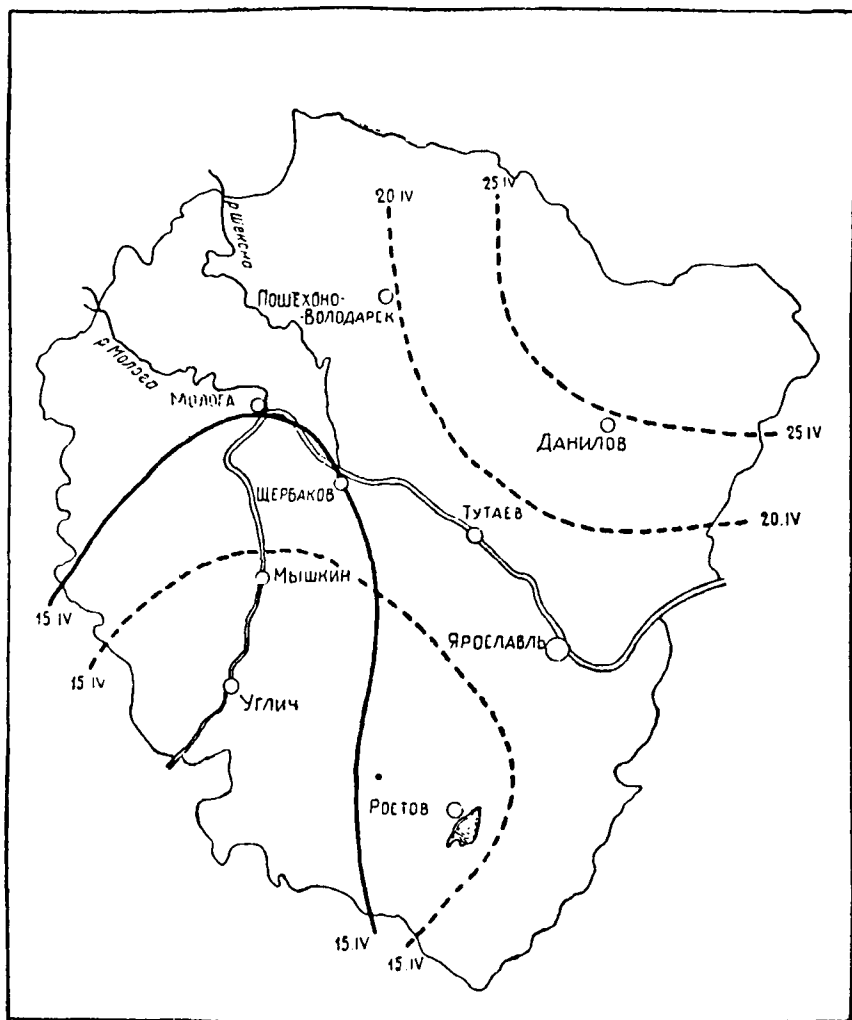 20 IV
25 IV
р Шексна
Пошехоно-
-Володарск
р Молога
Молога
Данилов
25 IV
Щербаков
Тутаев
20.IV
Мышкин
15 IV
Ярославль
15 IV
Углич
Ростов
15.IV
15.IV